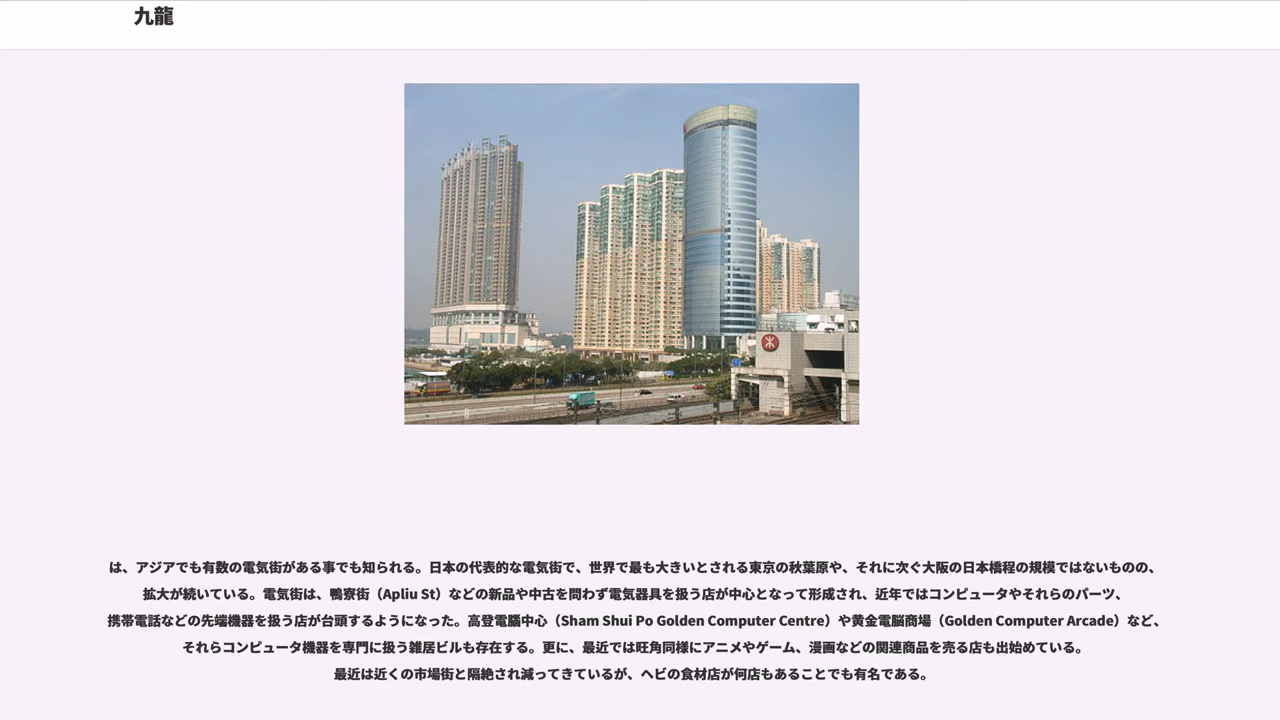 九龍
は、アジアでも有数の電気街がある事でも知られる。日本の代表的な電気街で、世界で最も大きいとされる東京の秋葉原や、それに次ぐ大阪の日本橋程の規模ではないものの、
拡大が続いている。電気街は、鴨寮街（Apliu St）などの新品や中古を問わず電気器具を扱う店が中心となって形成され、近年ではコンピュータやそれらのパーツ、
携帯電話などの先端機器を扱う店が台頭するようになった。高登電腦中心（Sham Shui Po Golden Computer Centre）や黄金電脳商場（Golden Computer Arcade）など、
それらコンピュータ機器を専門に扱う雑居ビルも存在する。更に、最近では旺角同様にアニメやゲーム、漫画などの関連商品を売る店も出始めている。
最近は近くの市場街と隔絶され減ってきているが、ヘビの食材店が何店もあることでも有名である。